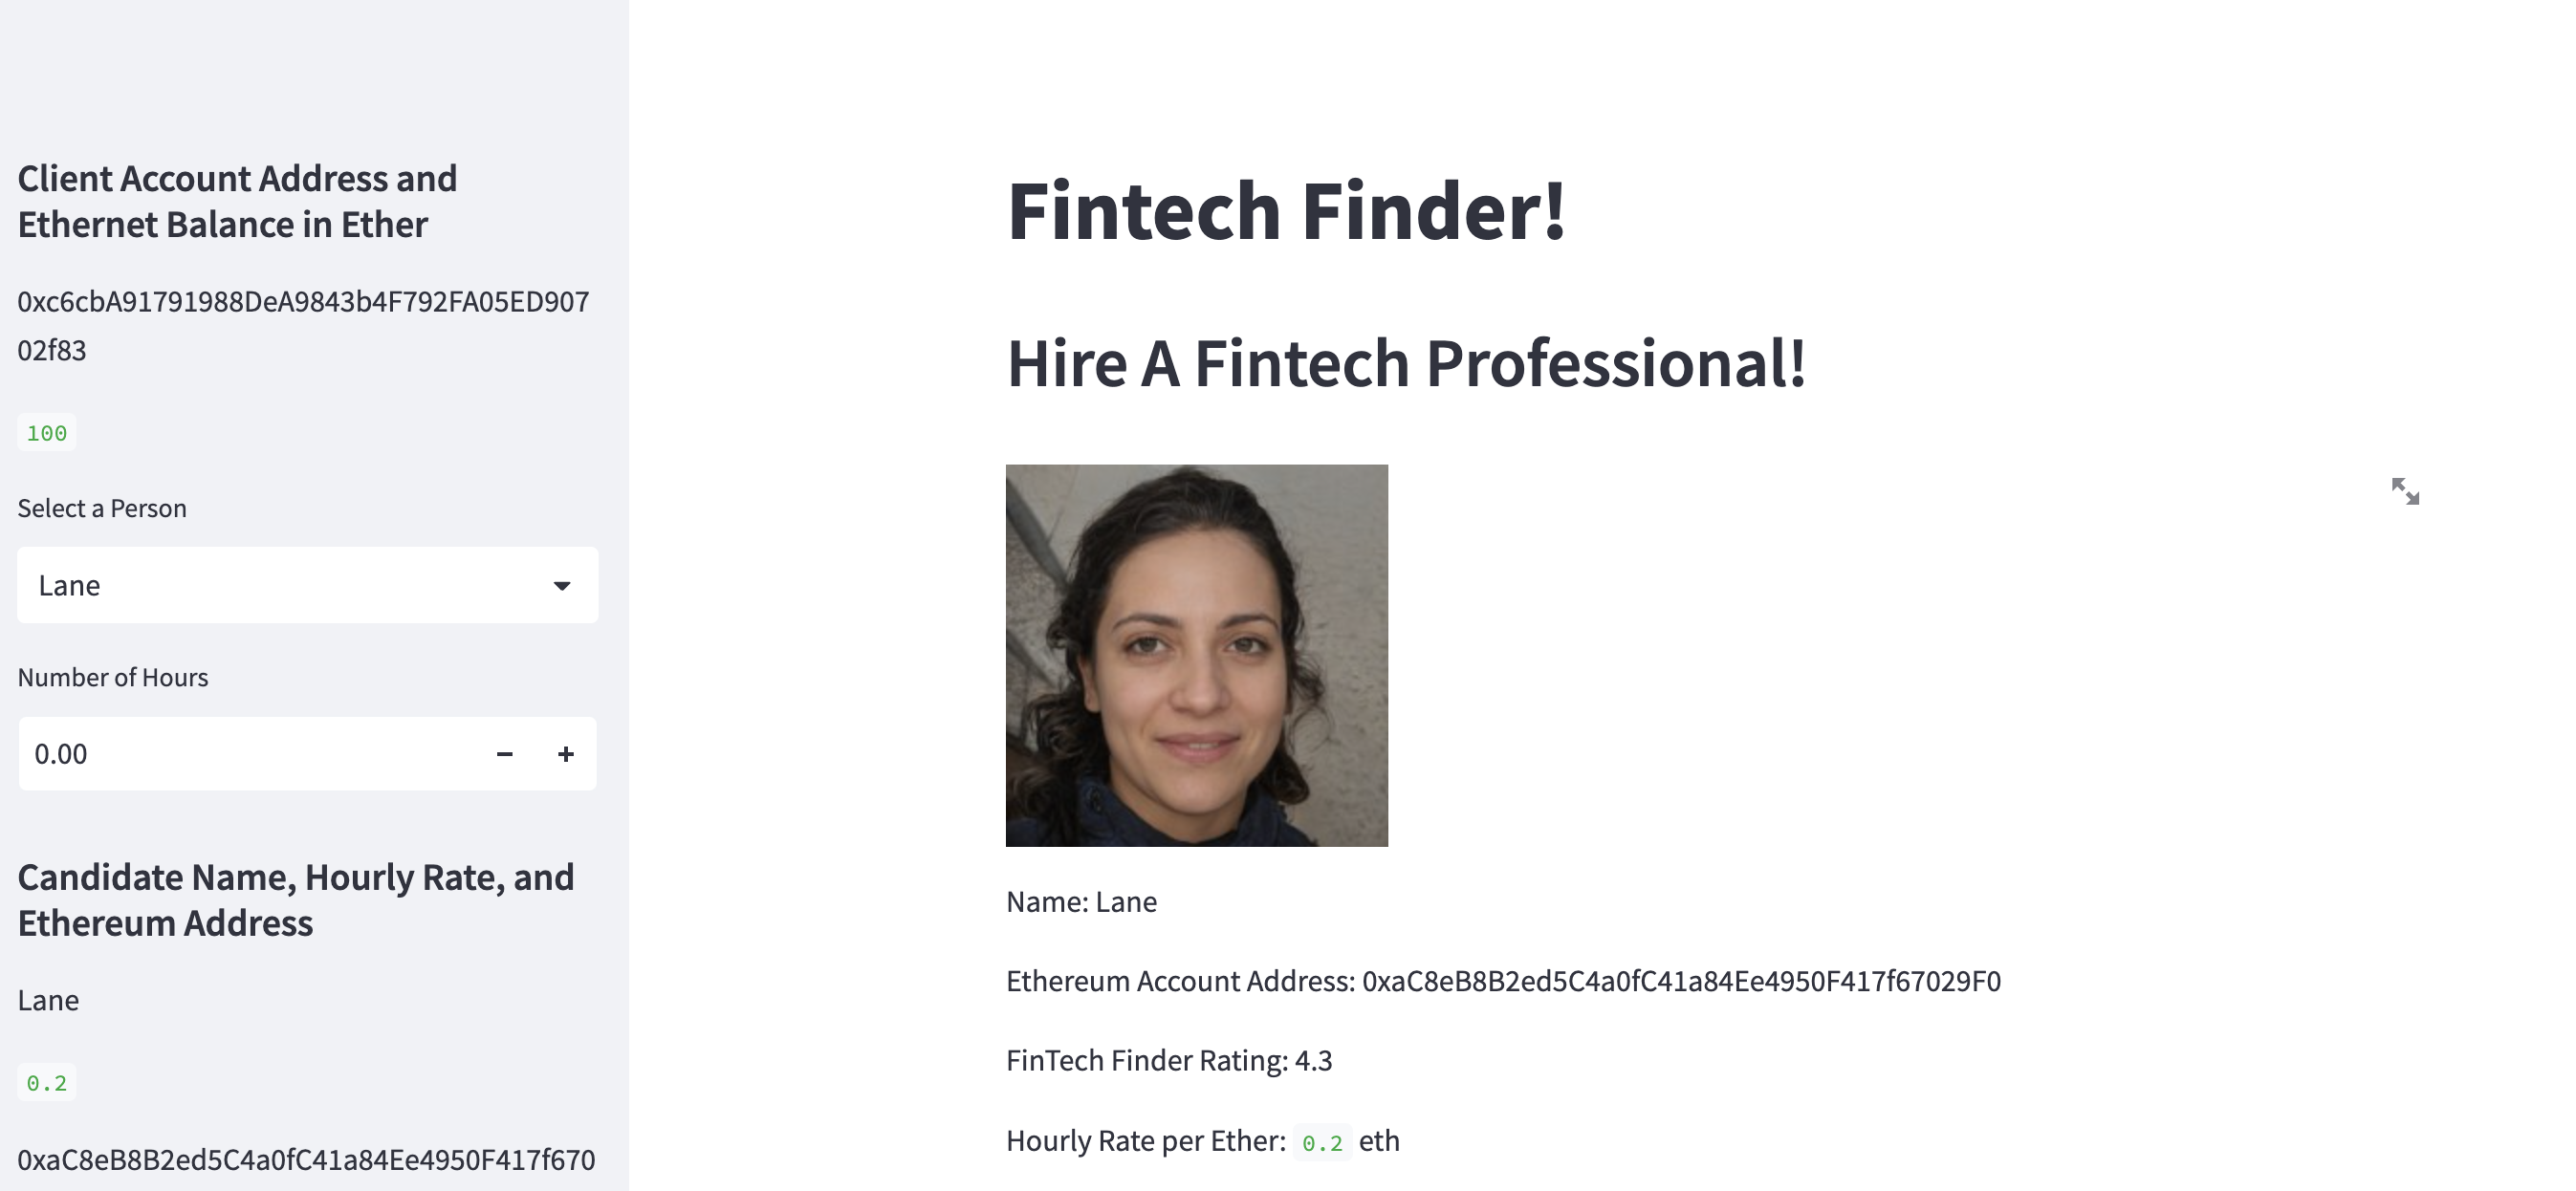 Client Account Address and
Ethernet Balance in Ether
0xc6cbA91791988DeA9843b4F792FA05ED907
02f83
100
Select a Person
Lane
Number of Hours
0.00
Candidate Name, Hourly Rate, and
Ethereum Address
Lane
0.2
0xaC8eB8B2ed5C4a0fC41a84Ee4950F417f670
Fintech Finder!
Hire A Fintech Professional!
Name: Lane
Ethereum Account Address: 0xaC8eB8B2ed5C4a0fC41a84Ee4950F417f67029F0
FinTech Finder Rating: 4.3
Hourly Rate per Ether: 0.2 eth